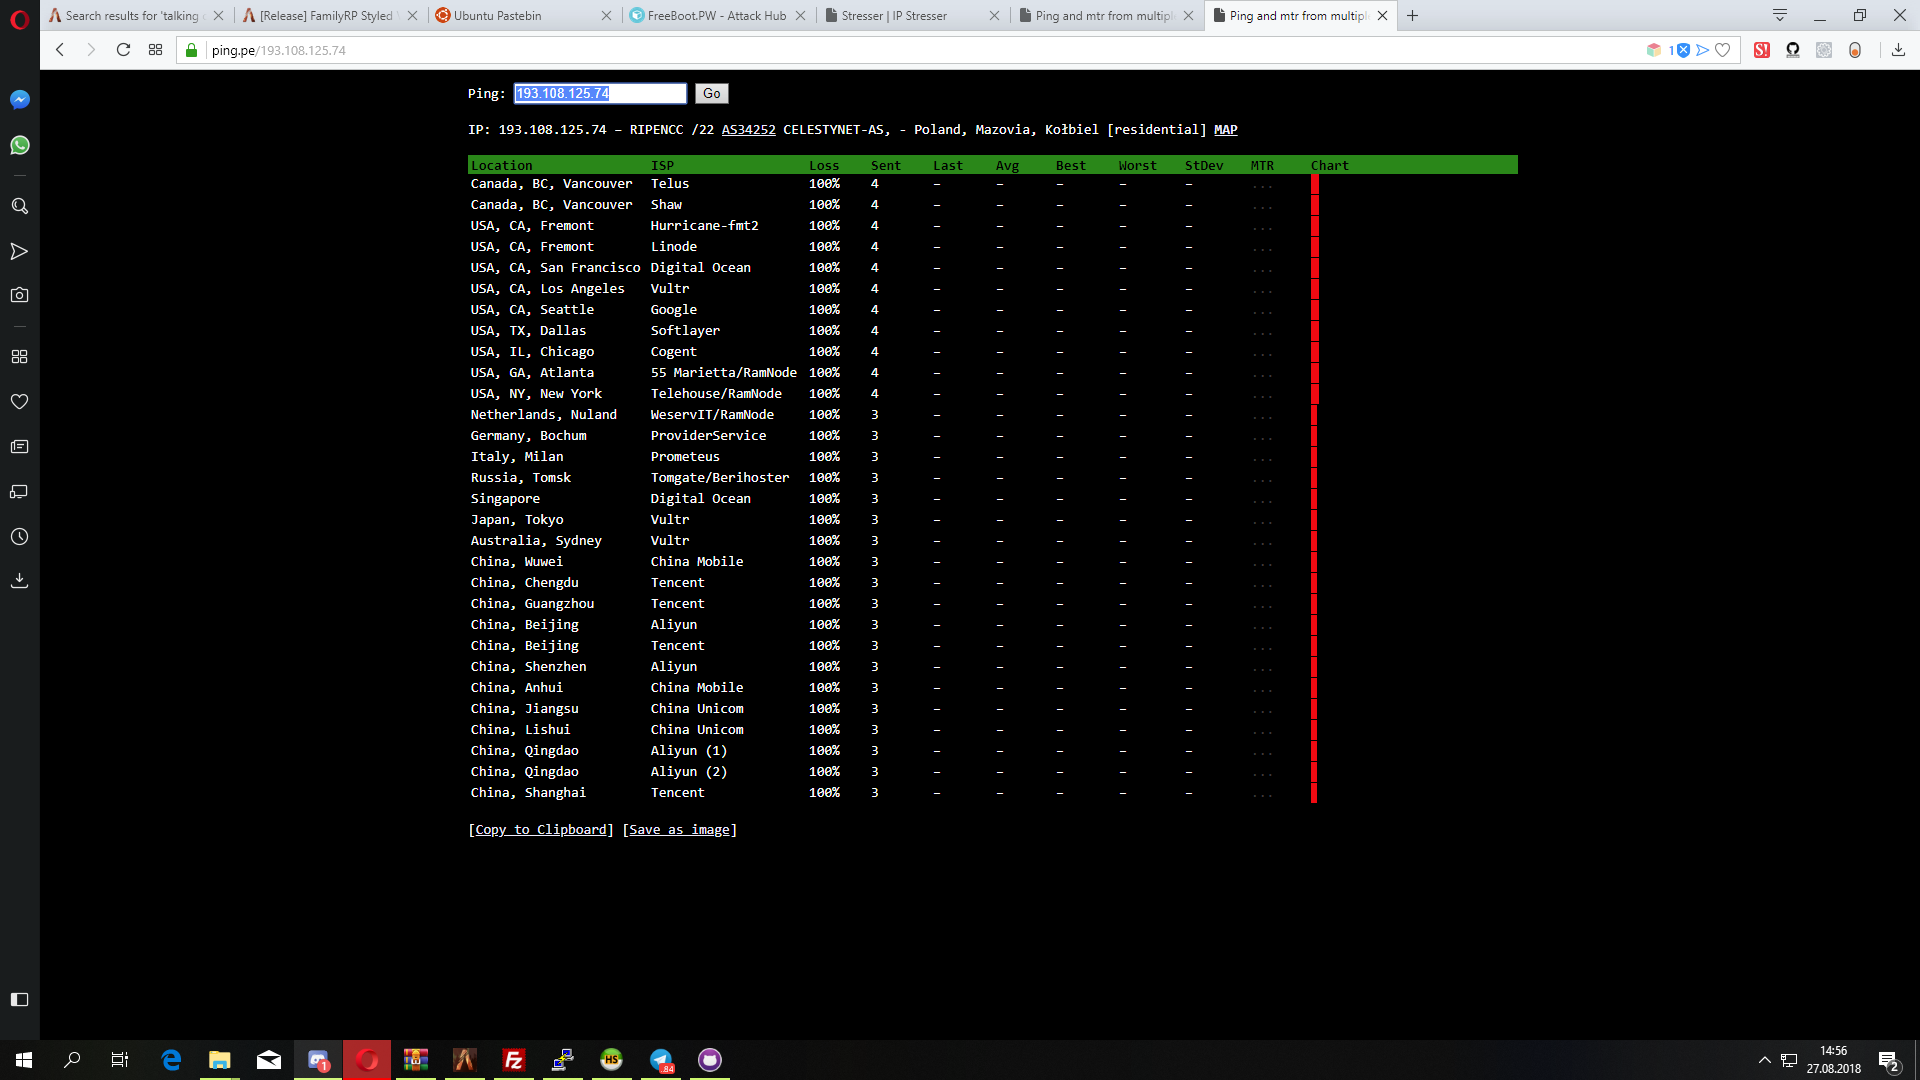 Search results for 'talking
[Release] FamilyRP Styled
Ubuntu Pastebin
FreeBoot.PW - Attack Hub
Stresser | IP Stresser
Ping and mtr from multipl
Ping and mtr from multipl
ping.pe/193.108.125.74
1
Ping: 193.108.125.74 Go
IP: 193.108.125.74 – RIPENCC /22 AS34252 CELESTYNET-AS, - Poland, Mazovia, Kołbiel [residential] MAP
Location ISP Loss Sent Last Avg Best Worst StDev MTR Chart
Canada, BC, Vancouver Telus 100% 4 – – – – – ...
Canada, BC, Vancouver Shaw 100% 4 – – – – – ...
USA, CA, Fremont Hurricane-fmt2 100% 4 – – – – – ...
USA, CA, Fremont Linode 100% 4 – – – – – ...
USA, CA, San Francisco Digital Ocean 100% 4 – – – – – ...
USA, CA, Los Angeles Vultr 100% 4 – – – – – ...
USA, CA, Seattle Google 100% 4 – – – – – ...
USA, TX, Dallas Softlayer 100% 4 – – – – – ...
USA, IL, Chicago Cogent 100% 4 – – – – – ...
USA, GA, Atlanta 55 Marietta/RamNode 100% 4 – – – – – ...
USA, NY, New York Telehouse/RamNode 100% 4 – – – – – ...
Netherlands, Nuland WeservIT/RamNode 100% 3 – – – – – ...
Germany, Bochum ProviderService 100% 3 – – – – – ...
Italy, Milan Prometeus 100% 3 – – – – – ...
Russia, Tomsk Tomgate/Berihoster 100% 3 – – – – – ...
Singapore Digital Ocean 100% 3 – – – – – ...
Japan, Tokyo Vultr 100% 3 – – – – – ...
Australia, Sydney Vultr 100% 3 – – – – – ...
China, Wuwei China Mobile 100% 3 – – – – – ...
China, Chengdu Tencent 100% 3 – – – – – ...
China, Guangzhou Tencent 100% 3 – – – – – ...
China, Beijing Aliyun 100% 3 – – – – – ...
China, Beijing Tencent 100% 3 – – – – – ...
China, Shenzhen Aliyun 100% 3 – – – – – ...
China, Anhui China Mobile 100% 3 – – – – – ...
China, Jiangsu China Unicom 100% 3 – – – – – ...
China, Lishui China Unicom 100% 3 – – – – – ...
China, Qingdao Aliyun (1) 100% 3 – – – – – ...
China, Qingdao Aliyun (2) 100% 3 – – – – – ...
China, Shanghai Tencent 100% 3 – – – – – ...
[Copy to Clipboard] [Save as image]
1
HS
84
14:56
27.08.2018
2